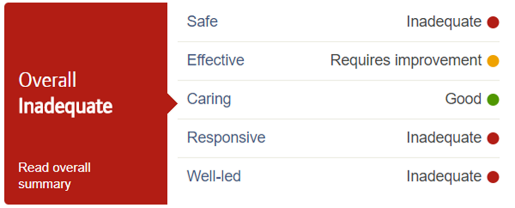 Overall
Inadequate
Read overall
summary
Safe Inadequate
Effective Requires improvement
Caring Good
Responsive Inadequate
Well-led Inadequate